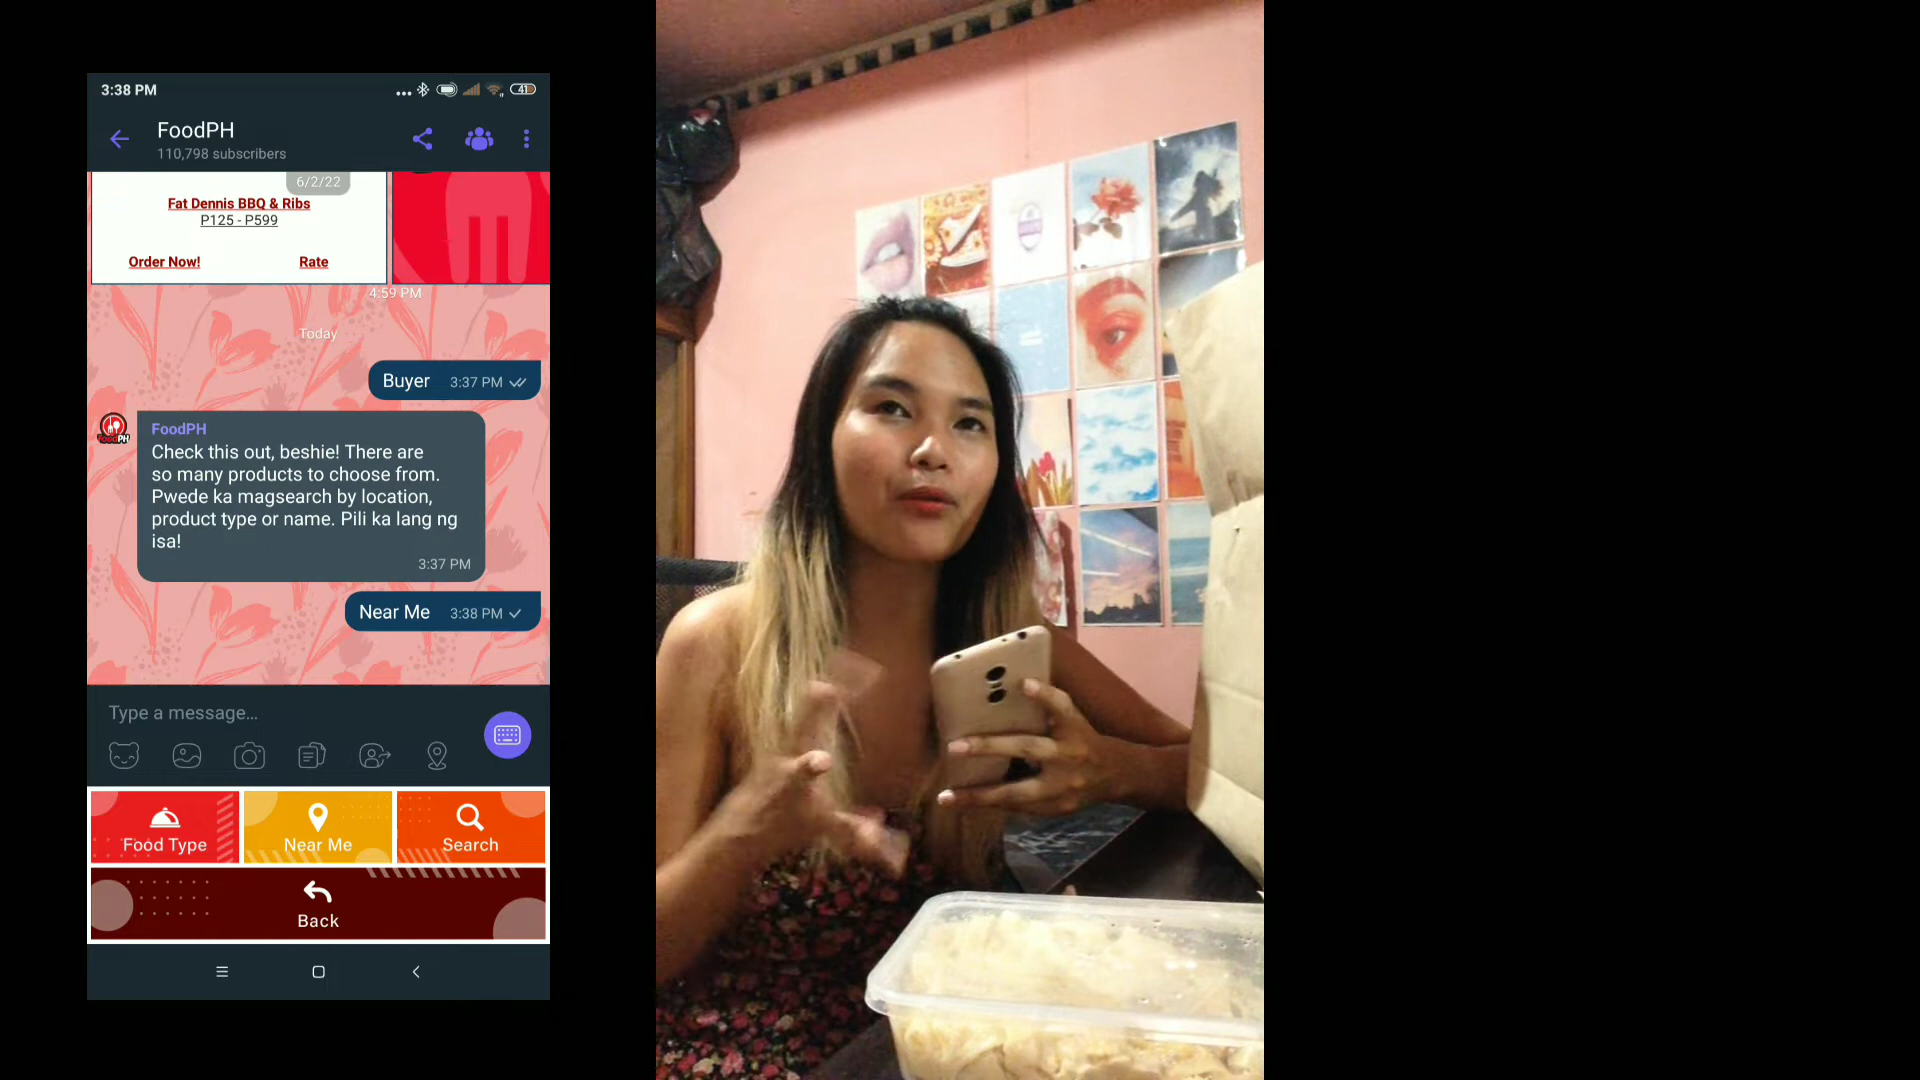 3:38 PM
41
FoodPH
110,798 subscribers
6/2/22
Fat Dennis BBQ & Ribs
P125 - P599
Order Now! Rate
4:59 PM
Today
Buyer 3:37 PM
FoodPH
FoodPH
Check this out, beshie! There are
so many products to choose from.
Pwede ka magsearch by location,
product type or name. Pili ka lang ng
isa!
3:37 PM
Near Me 3:38 PM
Type a message...
Food Type Near Me Search
Back